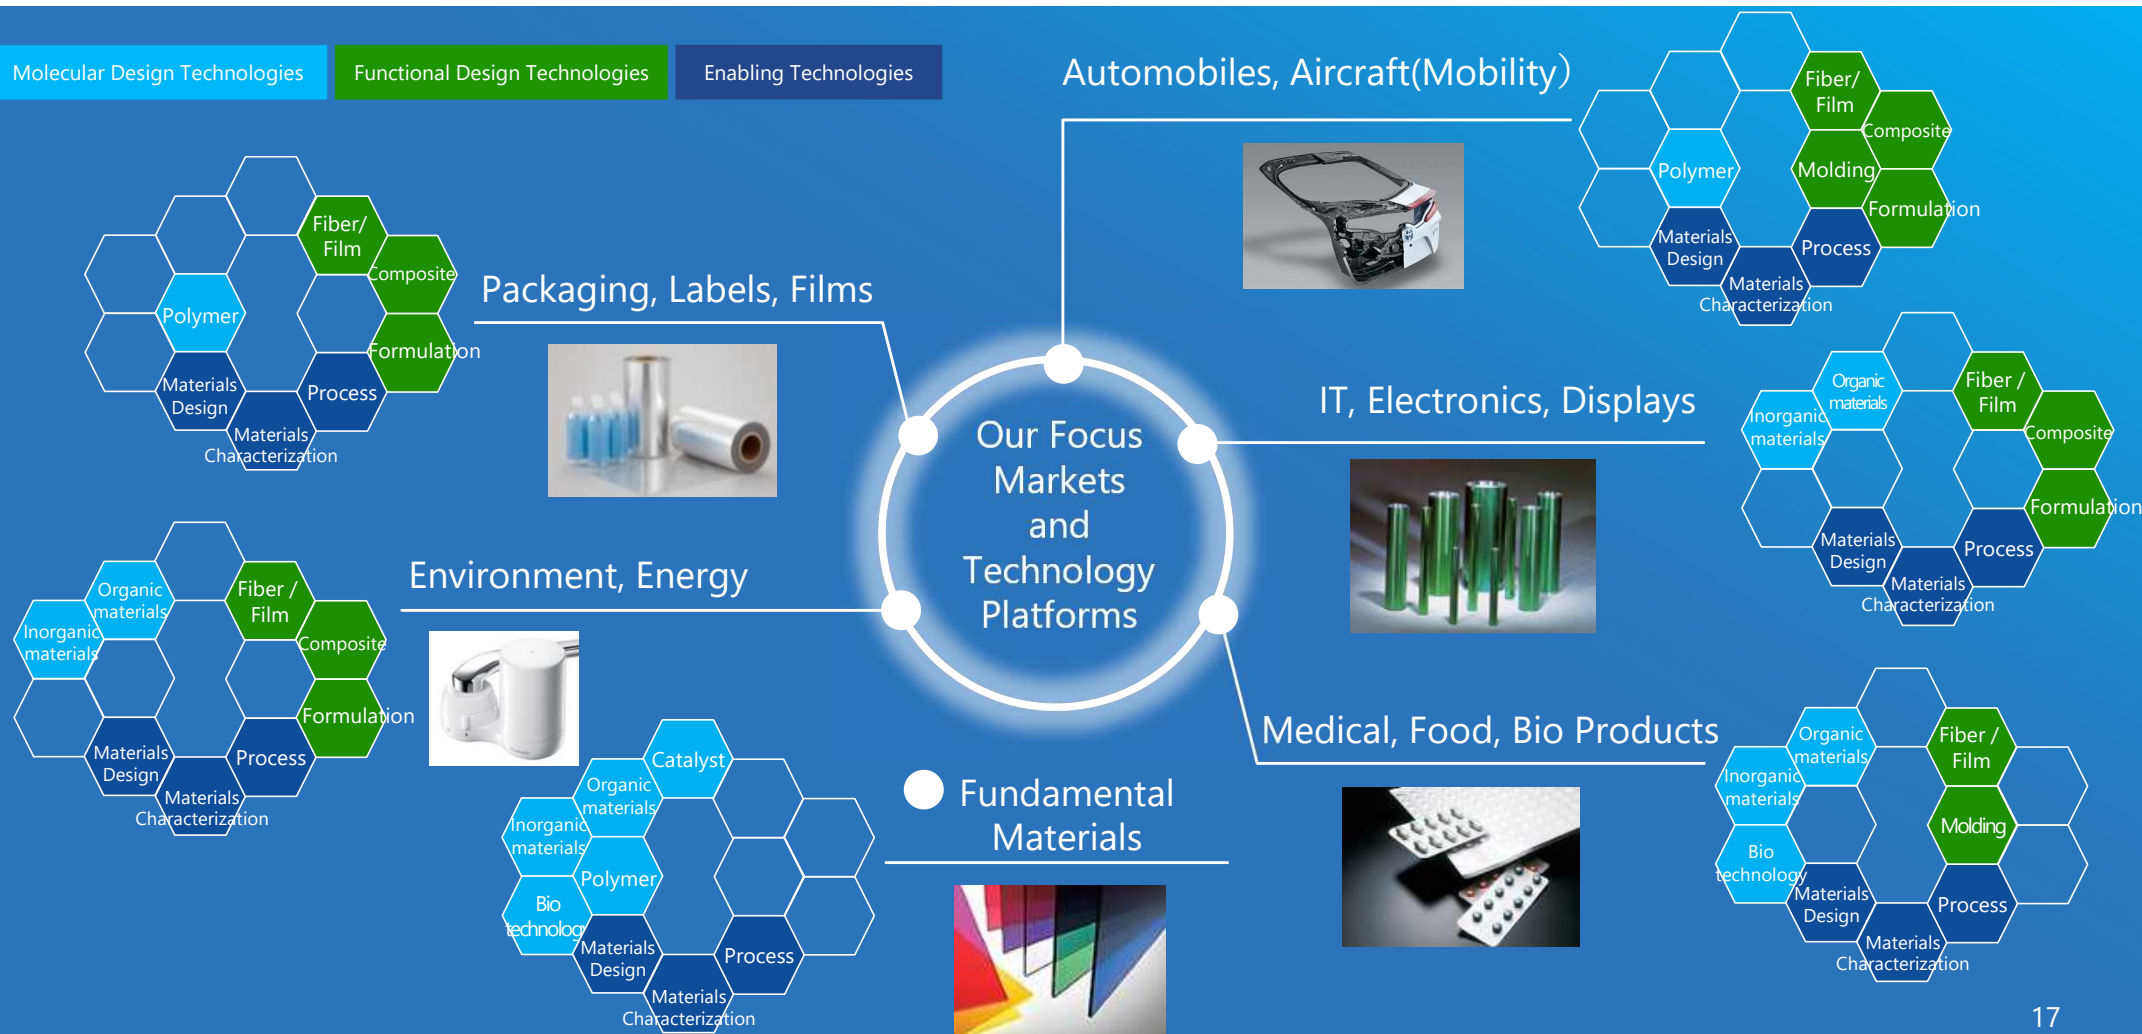 Molecular Design Technologies
Functional Design Technologies
Enabling Technologies
Automobiles, Aircraft(Mobility）
Fiber/
Film
Composite
Polymer
Molding
Formulation
Materials
Design
Process
Materials
Characterization
Fiber/
Film
Composite
Polymer
Formulation
Materials
Design
Process
Materials
Characterization
Packaging, Labels, Films
Our Focus
Markets
and
Technology
Platforms
IT, Electronics, Displays
Organic
materials
Fiber /
Film
Inorganic
materials
Composite
Formulation
Materials
Design
Process
Materials
Characterization
Environment, Energy
Organic
materials
Fiber /
Film
Inorganic
materials
Composite
Formulation
Materials
Design
Process
Materials
Characterization
Medical, Food, Bio Products
Organic
materials
Fiber /
Film
Inorganic
materials
Molding
Bio
technology
Materials
Design
Process
Materials
Characterization
Fundamental
Materials
Catalyst
Organic
materials
Inorganic
materials
Polymer
Bio
technology
Materials
Design
Process
Materials
Characterization
17